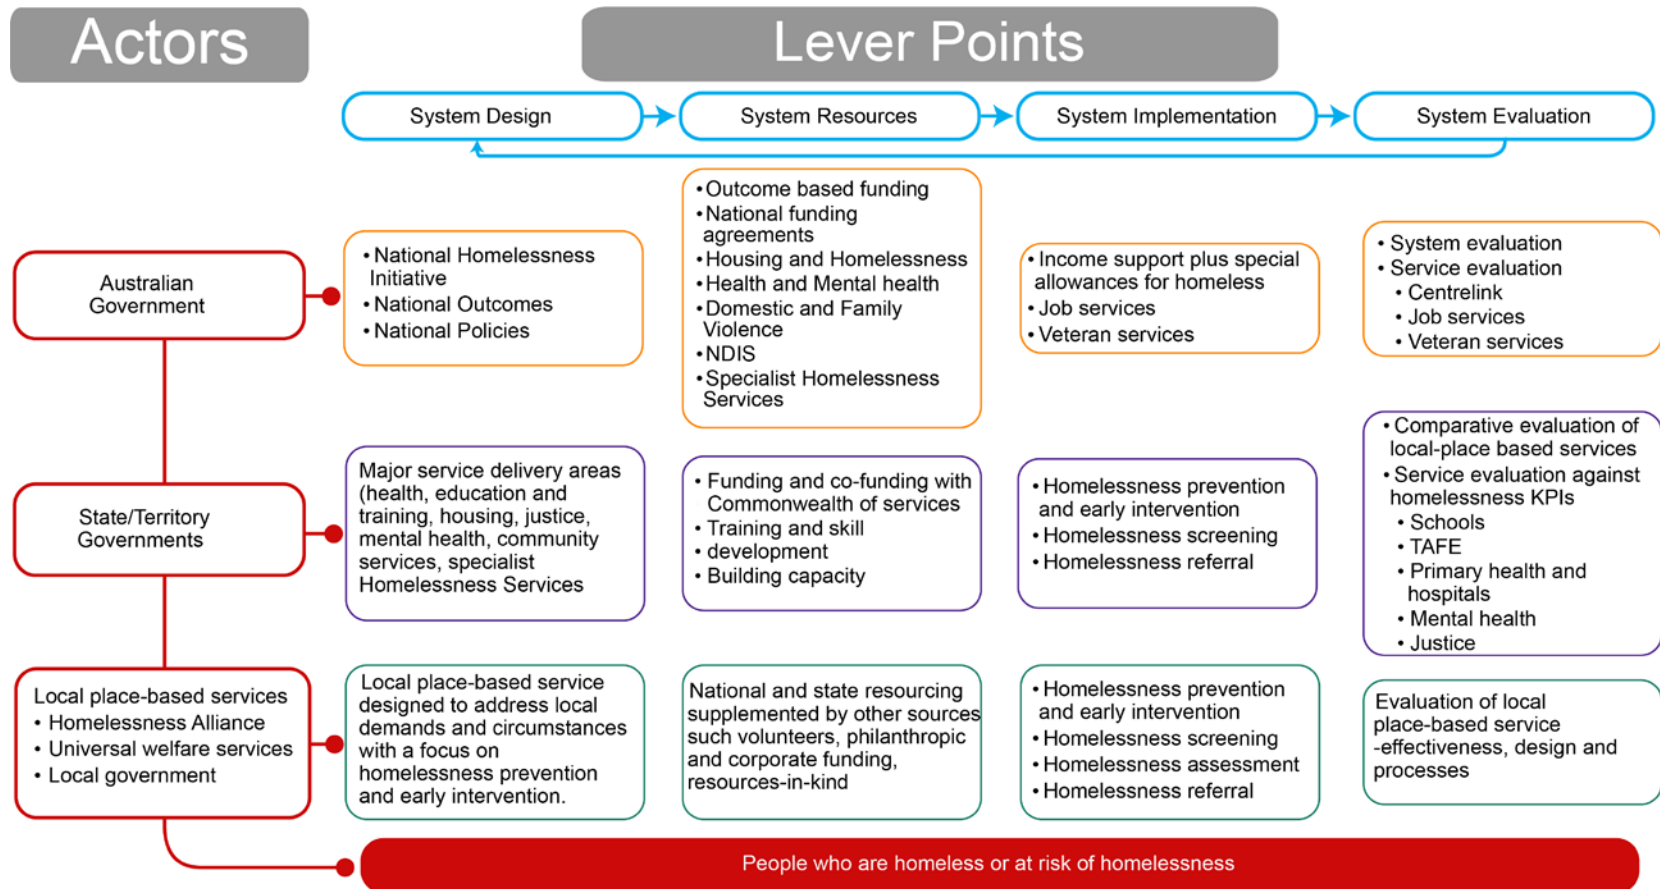 Actors
Lever Points
System Design
System Resources
System Implementation
System Evaluation
Australian
Government
• National Homelessness
Initiative
• National Outcomes
• National Policies
• Outcome based funding
• National funding
agreements
• Housing and Homelessness
• Health and Mental health
• Domestic and Family
Violence
• NDIS
• Specialist Homelessness
Services
• Income support plus special
allowances for homeless
• Job services
• Veteran services
• System evaluation
• Service evaluation
• Centrelink
• Job services
• Veteran services
State/Territory
Governments
Major service delivery areas
(health, education and
training, housing, justice,
mental health, community
services, specialist
Homelessness Services
• Funding and co-funding with
Commonwealth of services
• Training and skill
• development
• Building capacity
• Homelessness prevention
and early intervention
• Homelessness screening
• Homelessness referral
• Comparative evaluation of
local-place based services
• Service evaluation against
homelessness KPIs
• Schools
• TAFE
• Primary health and
hospitals
• Mental health
• Justice
Local place-based services
• Homelessness Alliance
• Universal welfare services
• Local government
Local place-based service
designed to address local
demands and circumstances
with a focus on
homelessness prevention
and early intervention.
National and state resourcing
supplemented by other sources
such volunteers, philanthropic
and corporate funding,
resources-in-kind
• Homelessness prevention
and early intervention
• Homelessness screening
• Homelessness assessment
• Homelessness referral
Evaluation of local
place-based service
-effectiveness, design and
processes
People who are homeless or at risk of homelessness